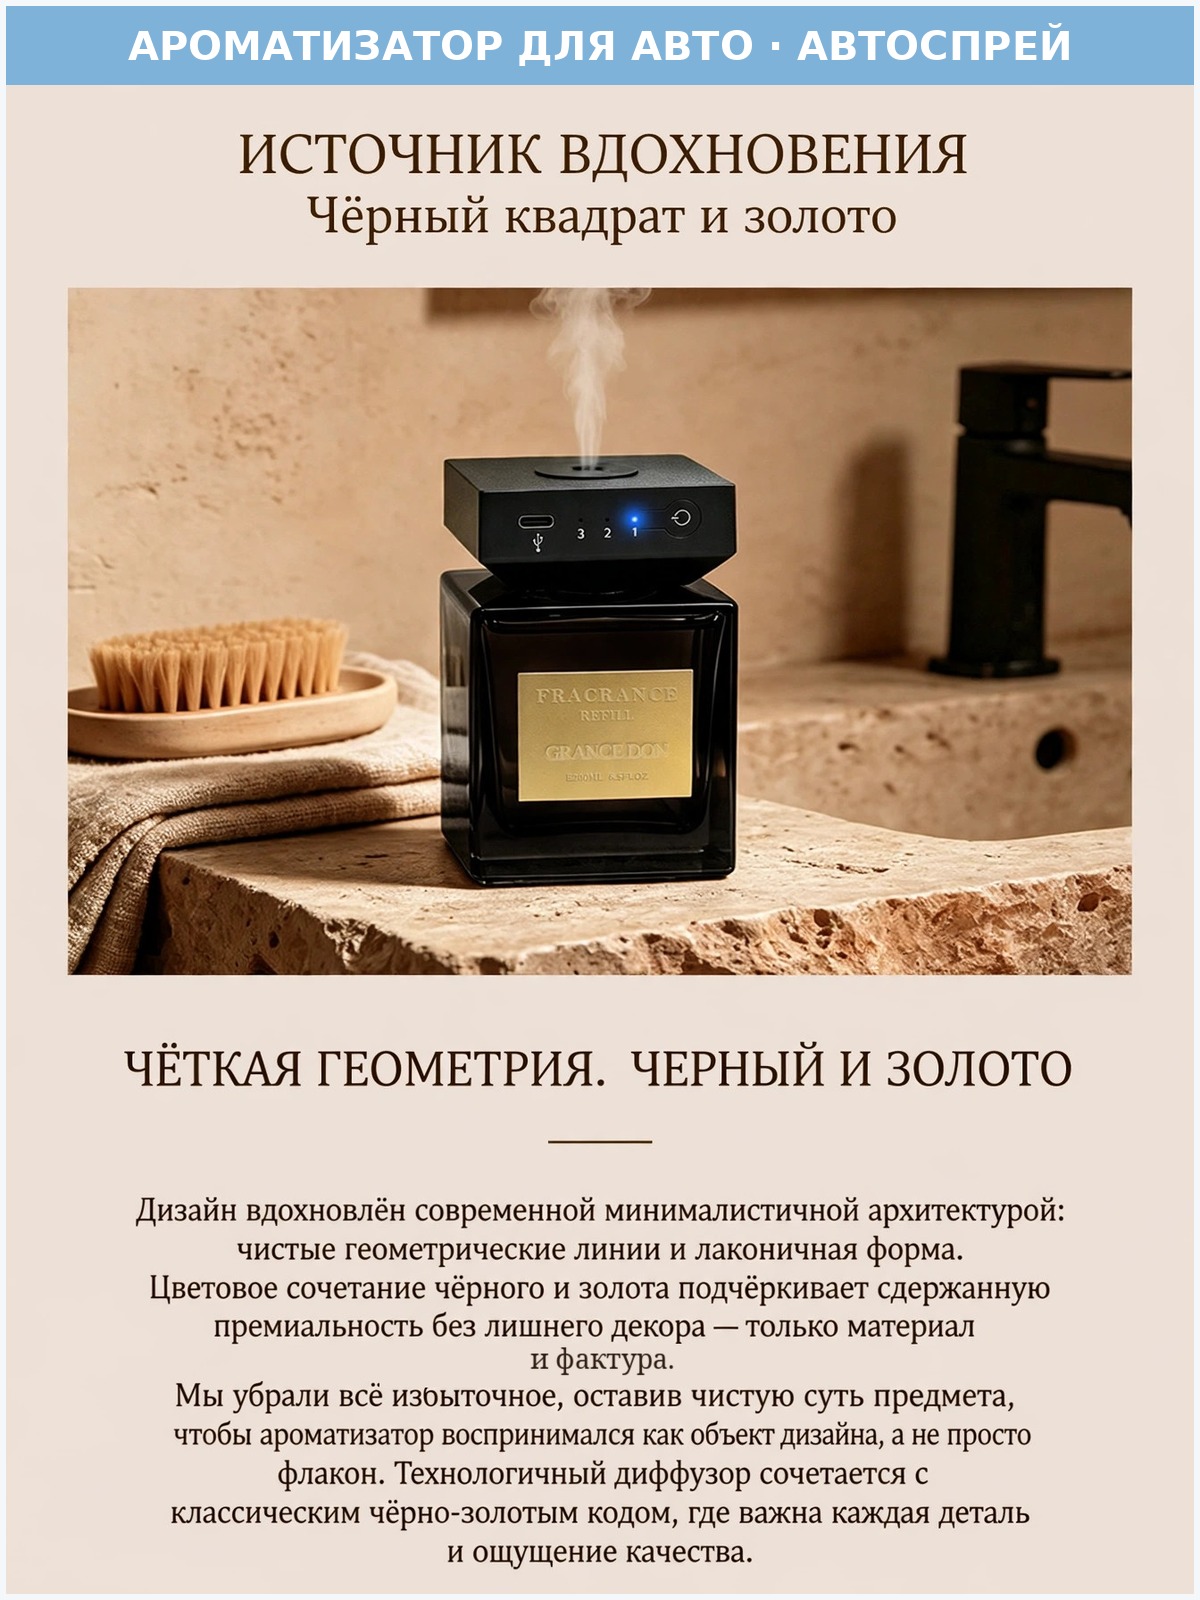 АРОМАТИЗАТОР ДЛЯ АВТО · АВТОСПРЕЙ
ИСТОЧНИК ВДОХНОВЕНИЯ
Чёрный квадрат и золото
3 2 1
FRAGRANCE
REFILL
GRANCE DON
ЧЁТКАЯ ГЕОМЕТРИЯ. ЧЕРНЫЙ И ЗОЛОТО
Дизайн вдохновлён современной минималистичной архитектурой:
чистые геометрические линии и лаконичная форма.
Цветовое сочетание чёрного и золота подчёркивает сдержанную
премиальность без лишнего декора — только материал
и фактура.
Мы убрали всё избыточное, оставив чистую суть предмета,
чтобы ароматизатор воспринимался как объект дизайна, а не просто
флакон. Технологичный диффузор сочетается с
классическим чёрно-золотым кодом, где важна каждая деталь
и ощущение качества.